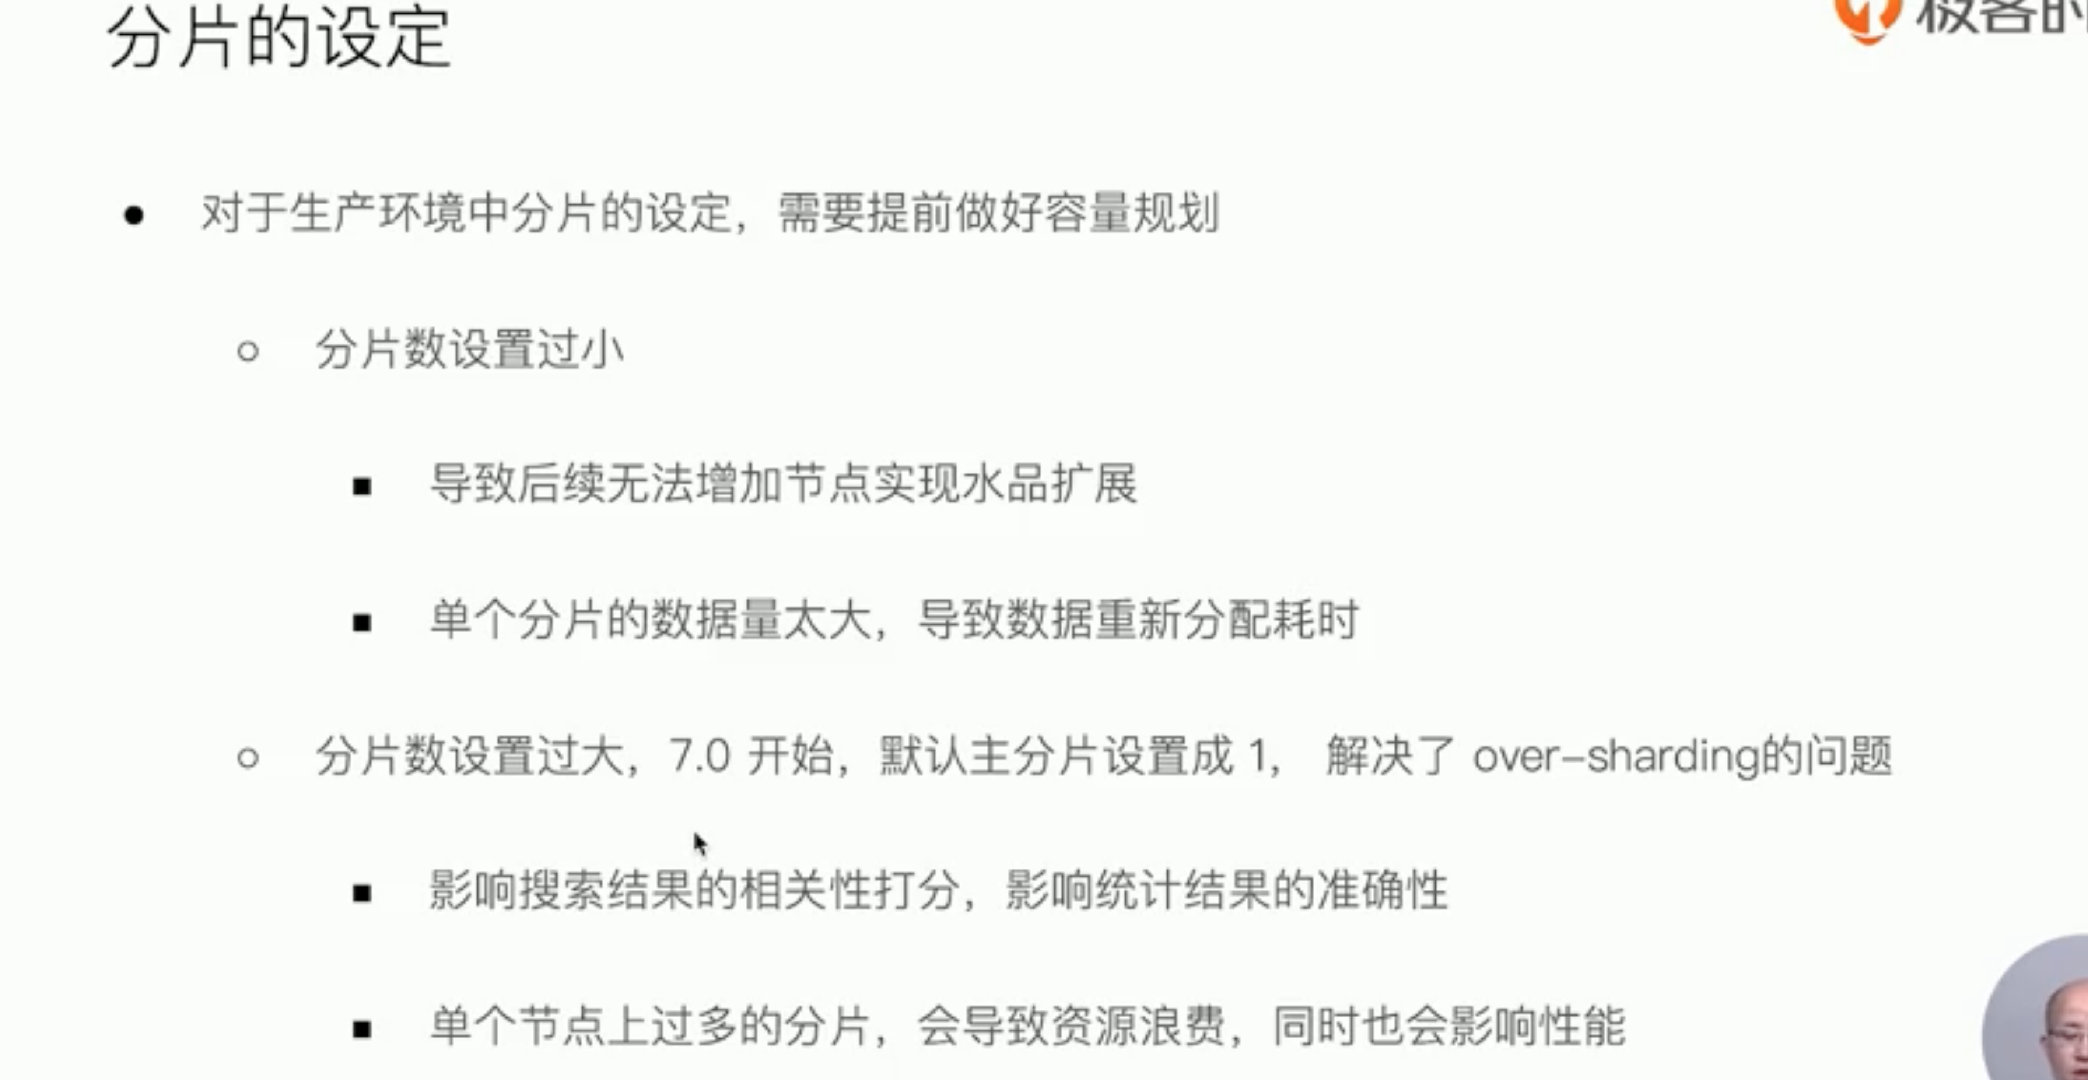 分片的设定
极客时
● 对于生产环境中分片的设定，需要提前做好容量规划
○ 分片数设置过小
■ 导致后续无法增加节点实现水品扩展
■ 单个分片的数据量太大，导致数据重新分配耗时
○ 分片数设置过大，7.0 开始，默认主分片设置成 1， 解决了 over-sharding的问题
■ 影响搜索结果的相关性打分，影响统计结果的准确性
■ 单个节点上过多的分片，会导致资源浪费，同时也会影响性能